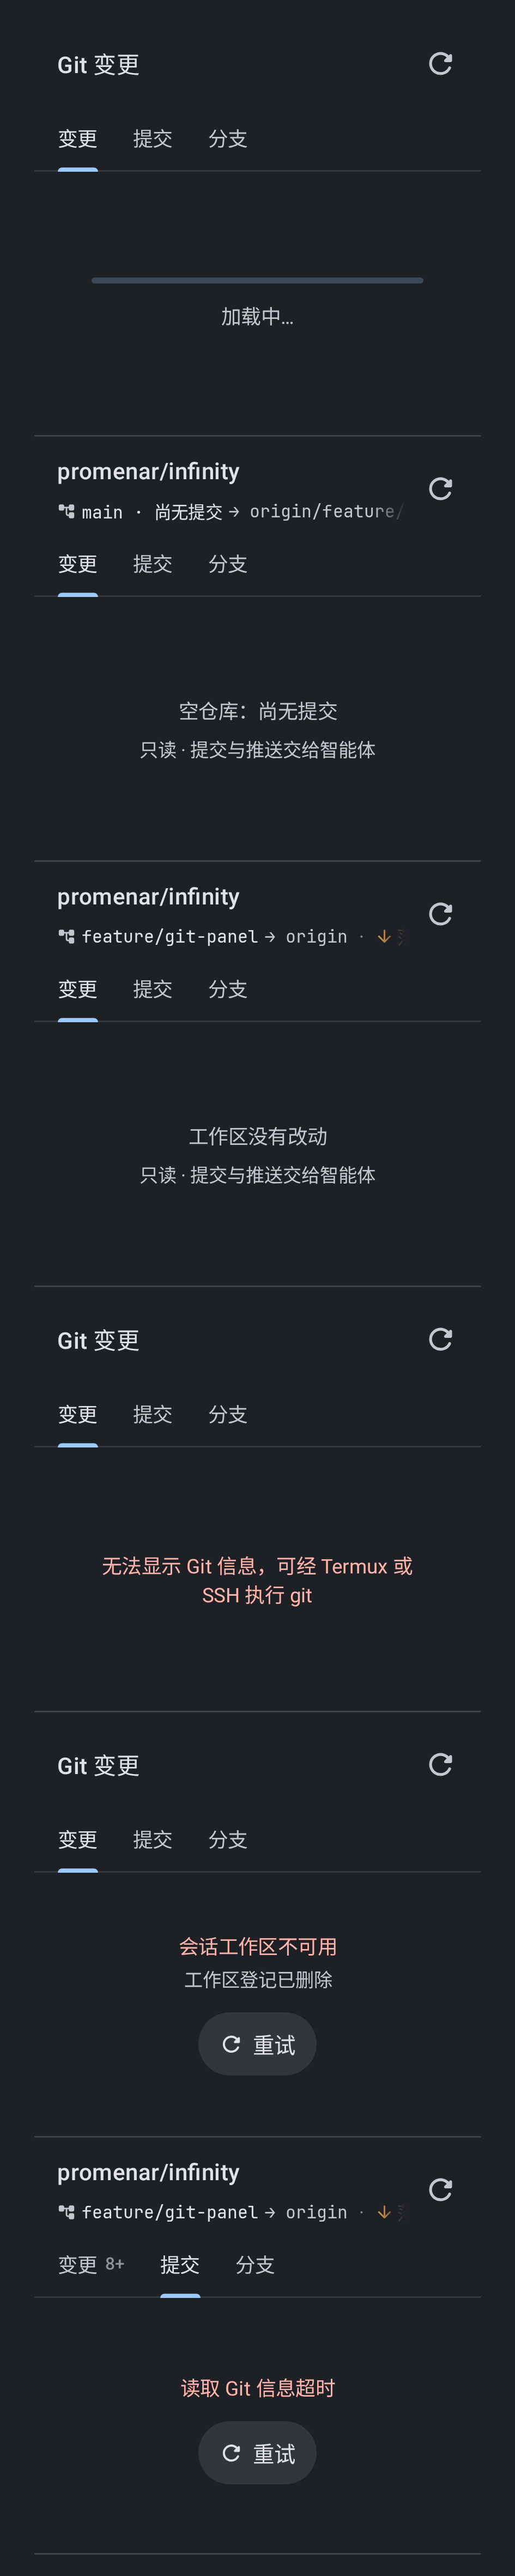 Git 变更
变更 提交 分支
加载中…
promenar/infinity
main · 尚无提交 → origin/feature/
变更 提交 分支
空仓库：尚无提交
只读 · 提交与推送交给智能体
promenar/infinity
feature/git-panel → origin · ↓
变更 提交 分支
工作区没有改动
只读 · 提交与推送交给智能体
Git 变更
变更 提交 分支
无法显示 Git 信息，可经 Termux 或
SSH 执行 git
Git 变更
变更 提交 分支
会话工作区不可用
工作区登记已删除
重试
promenar/infinity
feature/git-panel → origin · ↓
变更 8+ 提交 分支
读取 Git 信息超时
重试